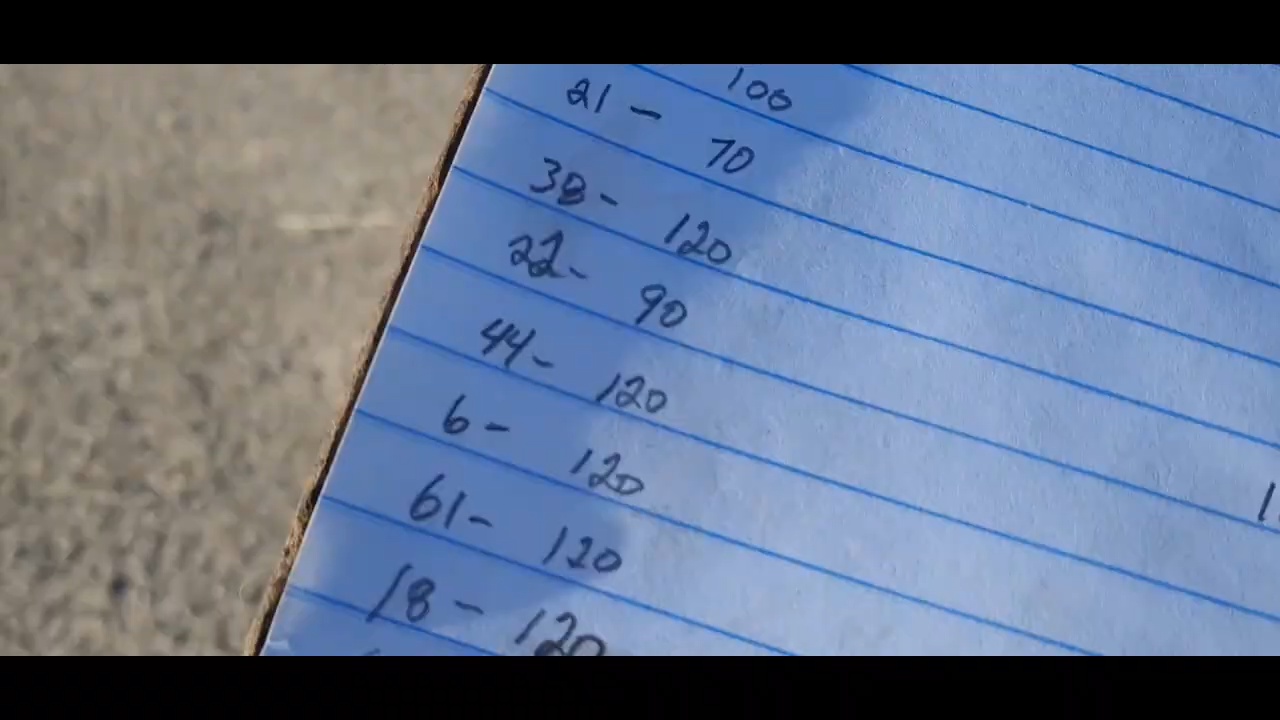 100
21 - 70
38 - 120
22 - 90
44 - 120
6 - 120
61 - 120
18 - 120